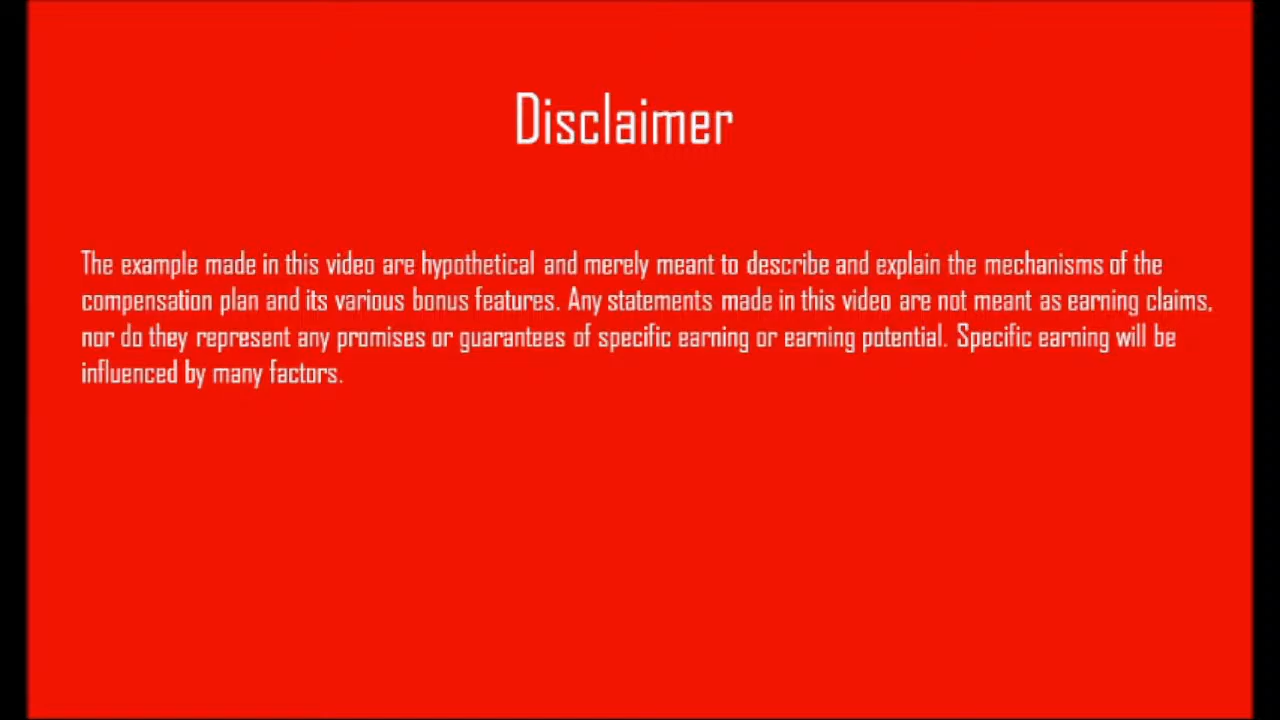 Disclaimer
The example made in this video are hypothetical and merely meant to describe and explain the mechanisms of the
compensation plan and its various bonus features. Any statements made in this video are not meant as earning claims,
nor do they represent any promises or guarantees of specific earning or earning potential. Specific earning will be
influenced by many factors.